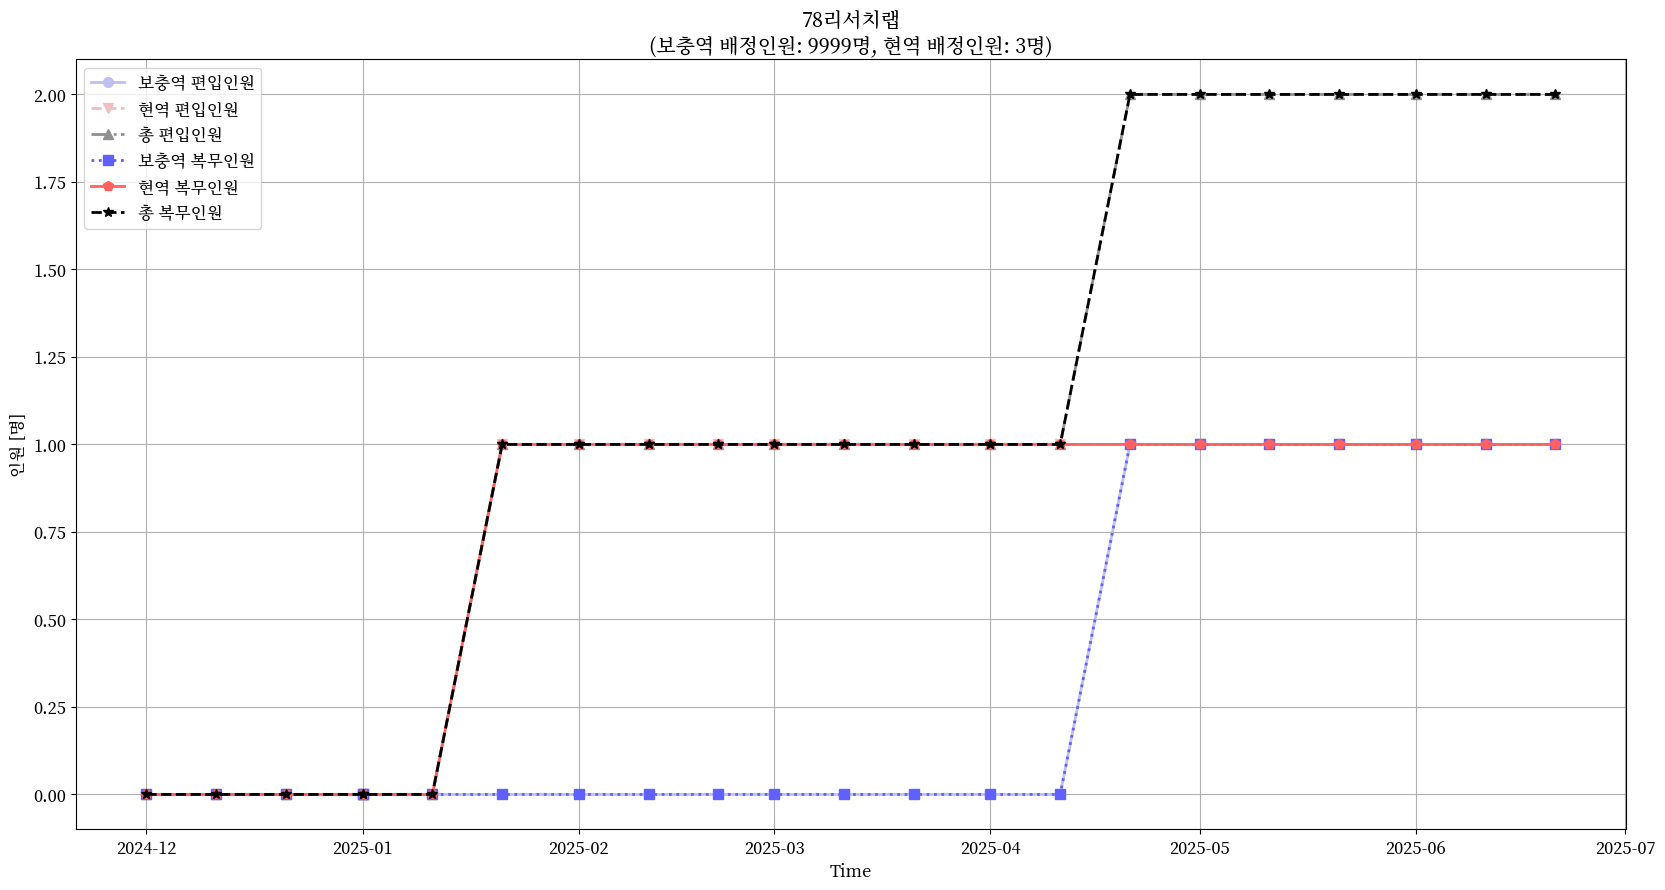 78리서치랩
(보충역 배정인원: 9999명, 현역 배정인원: 3명)
보충역 편입인원
현역 편입인원
총 편입인원
보충역 복무인원
현역 복무인원
총 복무인원
인원 [명]
2.00
1.75
1.50
1.25
1.00
0.75
0.50
0.25
0.00
2024-12
2025-01
2025-02
2025-03
2025-04
2025-05
2025-06
2025-07
Time